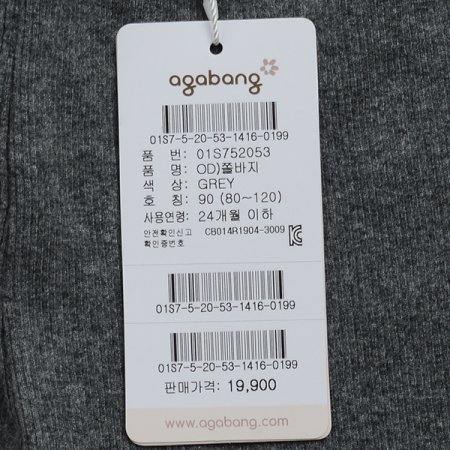 agabang
01S7-5-20-53-1416-0199
품 번: 01S752053
품 명: OD)쫄바지
색 상: GREY
호 칭: 90 (80~120)
사용연령: 24개월 이하
안전확인신고
확인증번호 CB014R1904-3009
01S7-5-20-53-1416-0199
01S7-5-20-53-1416-0199
판매가격: 19,900
www.agabang.com